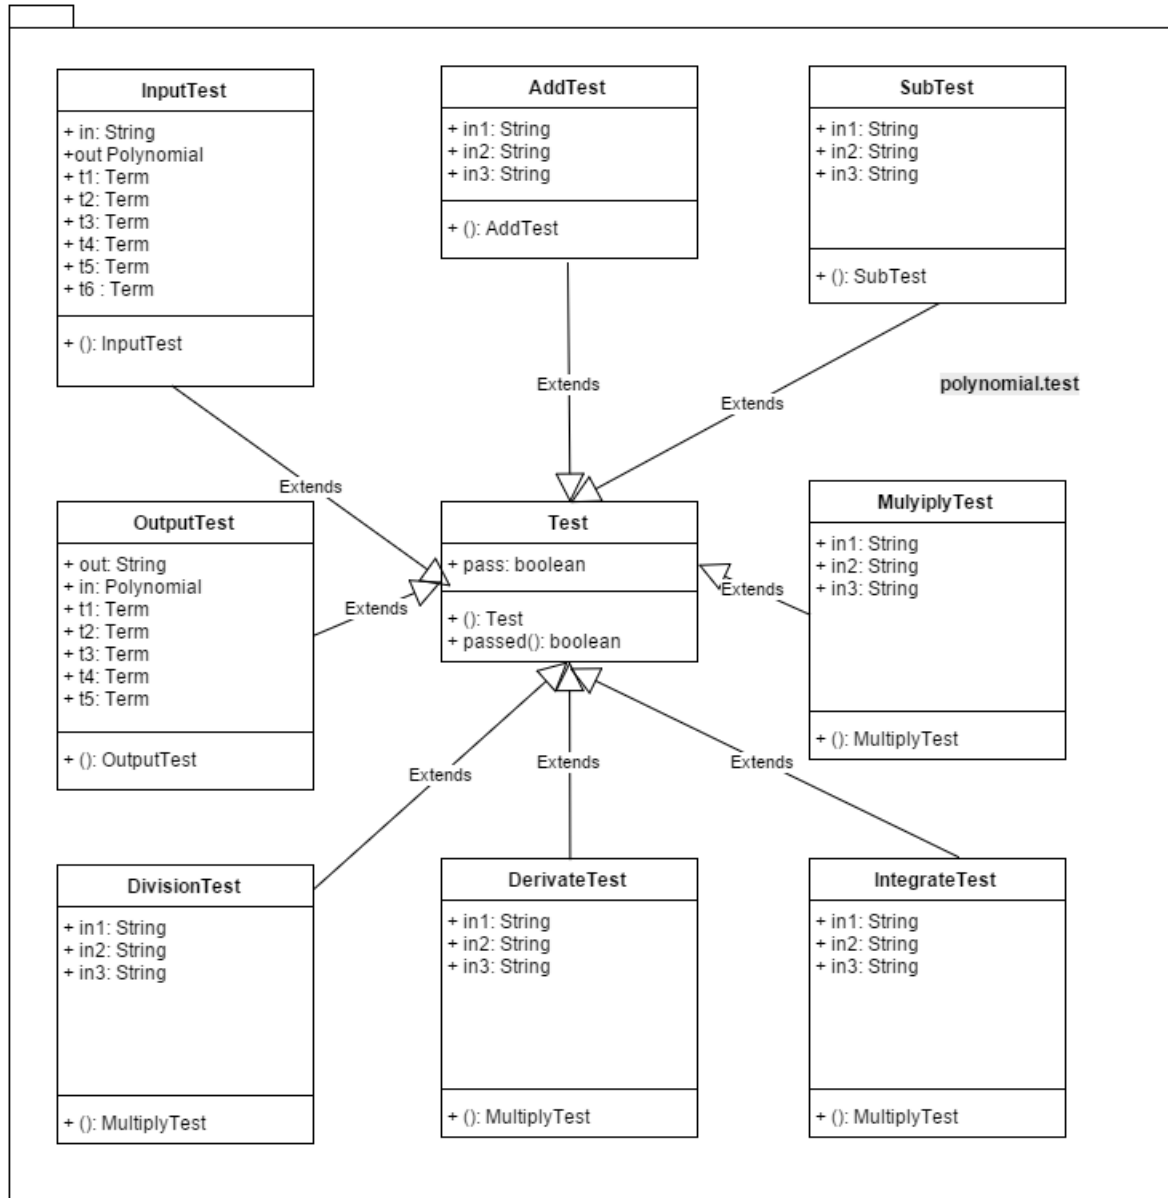 InputTest
+ in: String
+out Polynomial
+ t1: Term
+ t2: Term
+ t3: Term
+ t4: Term
+ t5: Term
+ t6 : Term
+ (): InputTest
AddTest
+ in1: String
+ in2: String
+ in3: String
+ (): AddTest
SubTest
+ in1: String
+ in2: String
+ in3: String
+ (): SubTest
Extends
Extends
Extends
polynomial.test
OutputTest
+ out: String
+ in: Polynomial
+ t1: Term
+ t2: Term
+ t3: Term
+ t4: Term
+ t5: Term
+ (): OutputTest
Extends
Test
+ pass: boolean
+ (): Test
+ passed(): boolean
Extends
MulyiplyTest
+ in1: String
+ in2: String
+ in3: String
+ (): MultiplyTest
Extends
Extends
Extends
DivisionTest
+ in1: String
+ in2: String
+ in3: String
+ (): MultiplyTest
DerivateTest
+ in1: String
+ in2: String
+ in3: String
+ (): MultiplyTest
IntegrateTest
+ in1: String
+ in2: String
+ in3: String
+ (): MultiplyTest